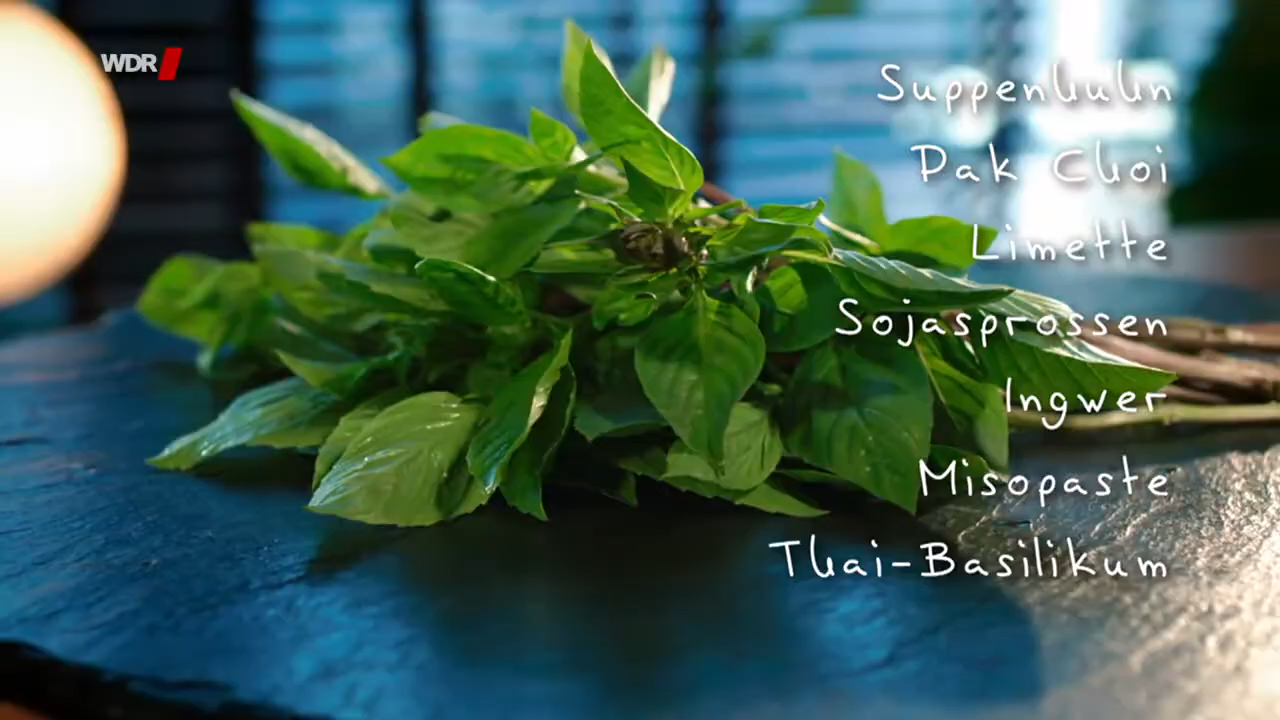 WDR
Suppenhuhn
Pak Choi
Limette
Sojasprossen
Ingwer
Misopaste
Thai-Basilikum